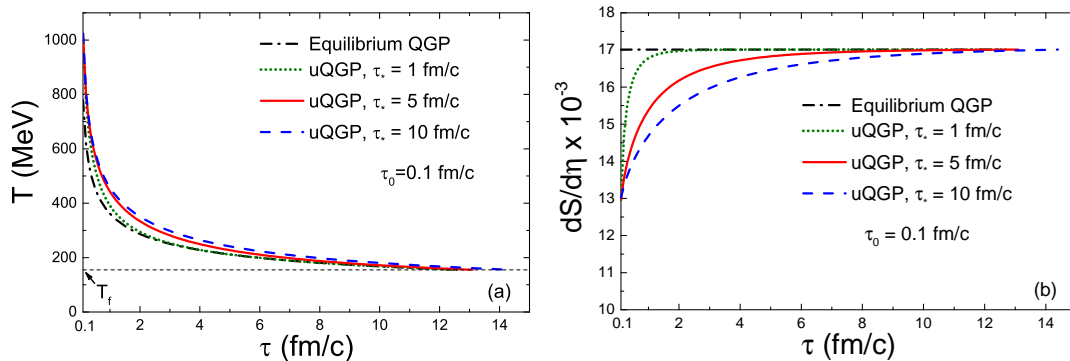 1000
800
600
400
200
0
T (MeV)
Equilibrium QGP
uQGP, τ* = 1 fm/c
uQGP, τ* = 5 fm/c
uQGP, τ* = 10 fm/c
τ0=0.1 fm/c
Tf
(a)
0.1 2 4 6 8 10 12 14
τ (fm/c)
18
17
16
15
14
13
12
11
10
dS/dη x 10⁻³
Equilibrium QGP
uQGP, τ* = 1 fm/c
uQGP, τ* = 5 fm/c
uQGP, τ* = 10 fm/c
τ0 = 0.1 fm/c
(b)
0.1 2 4 6 8 10 12 14
τ (fm/c)